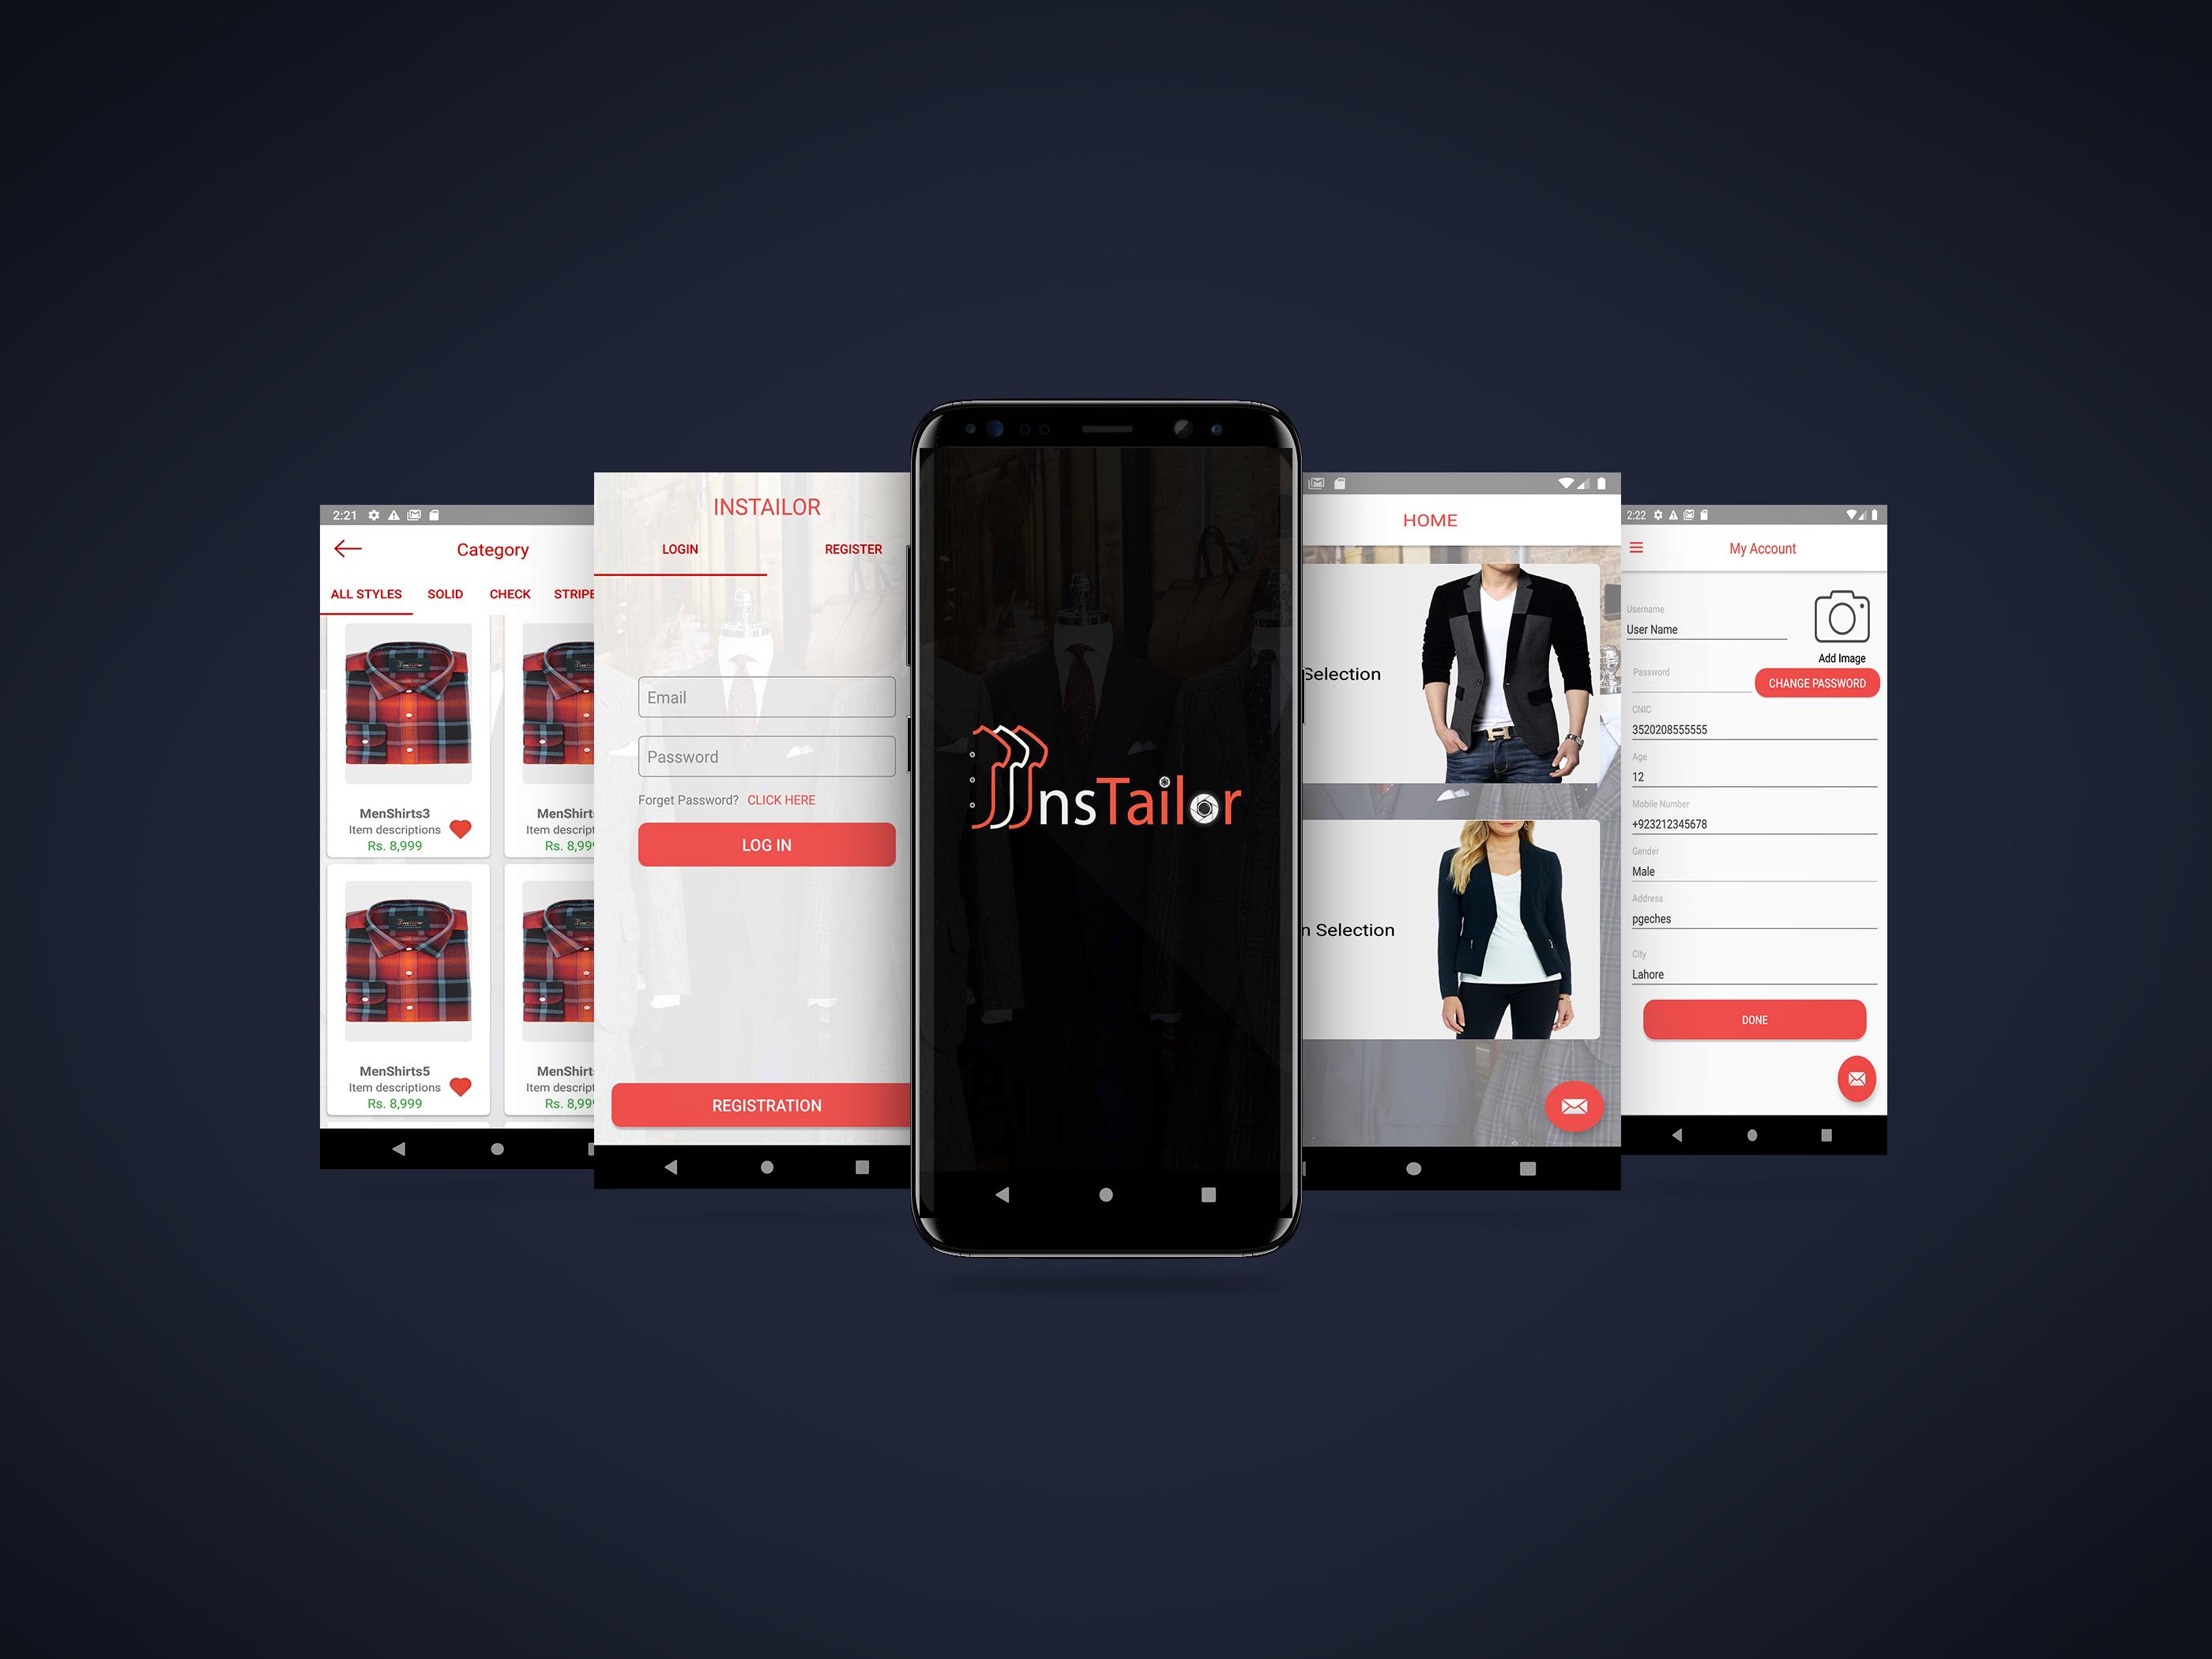 2:21
Category
ALL STYLES SOLID CHECK STRIPE
MenShirts3
Item descriptions
Rs. 8,999
MenShirt
Item descript
Rs. 8,99
MenShirts5
Item descriptions
Rs. 8,999
MenShirt
Item descript
Rs. 8,99
INSTAILOR
LOGIN REGISTER
Email
Password
Forget Password? CLICK HERE
LOG IN
REGISTRATION
InsTailor
HOME
Selection
n Selection
2:22
My Account
Username
User Name
Add Image
Password
CHANGE PASSWORD
CNIC
3520208555555
Age
12
Mobile Number
+923212345678
Gender
Male
Address
pgeches
City
Lahore
DONE